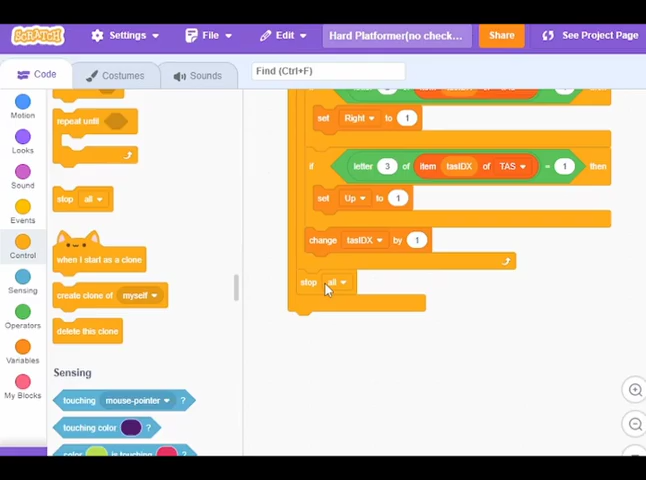 SCRATCH Settings File Edit Hard Platformer(no check... Share See Project Page
Code Costumes Sounds Find (Ctrl+F)
Motion
Looks
Sound
Events
Control
Sensing
Operators
Variables
My Blocks
repeat until
stop all
when I start as a clone
create clone of myself
delete this clone
Sensing
touching mouse-pointer ?
touching color ?
set Right to 1
if letter 3 of item tasIDX of TAS = 1 then
set Up to 1
change tasIDX by 1
stop all